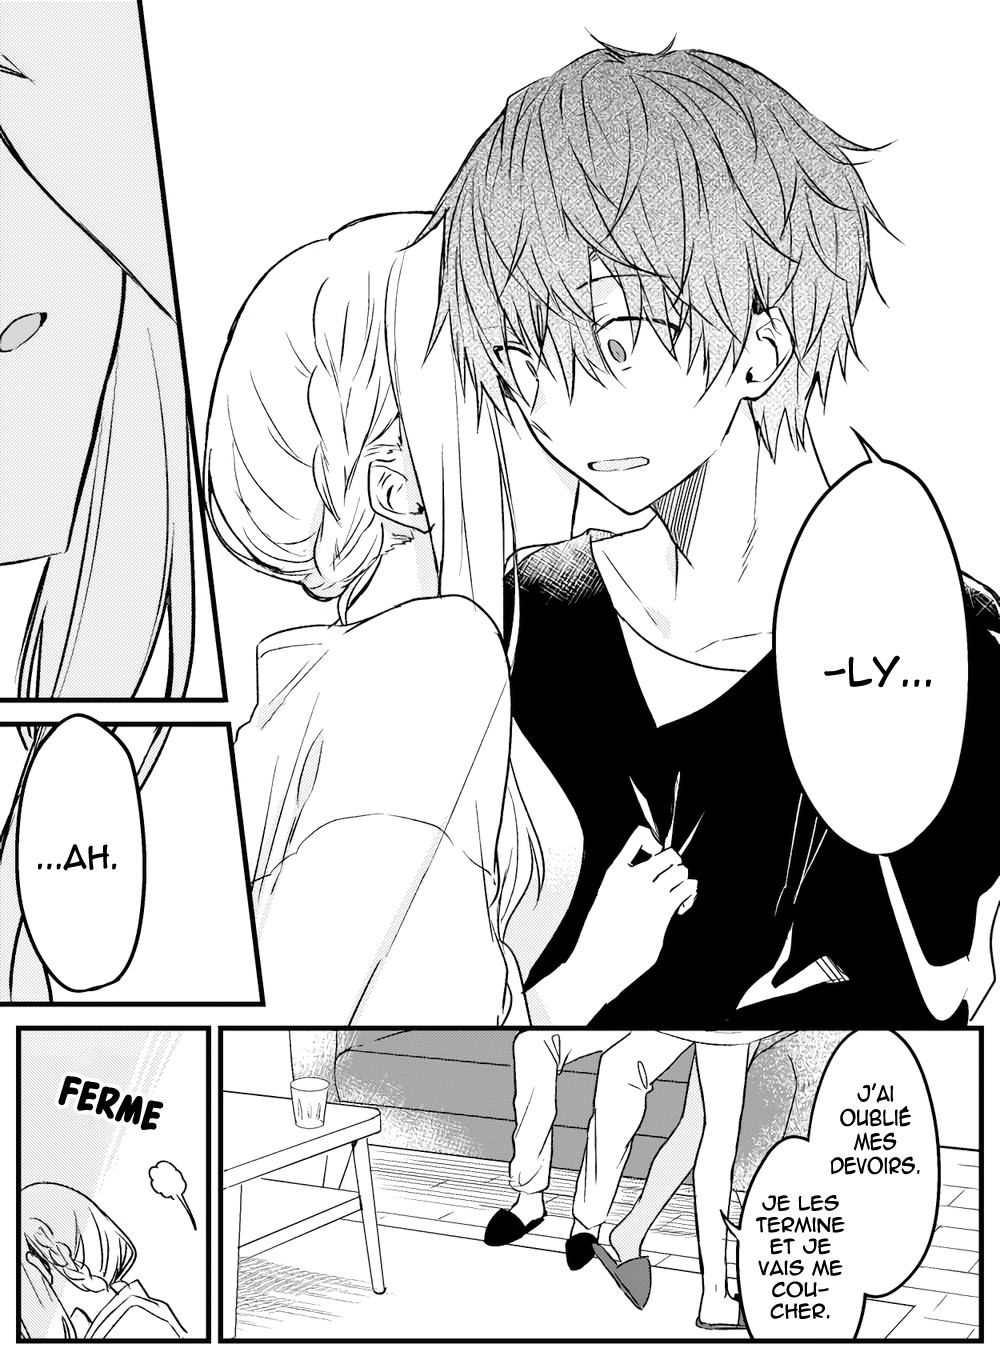 -LY...
...AH.
J'AI
OUBLIÉ
MES
DEVOIRS.
JE LES
TERMINE
ET JE
VAIS ME
COU-
CHER.
FERME